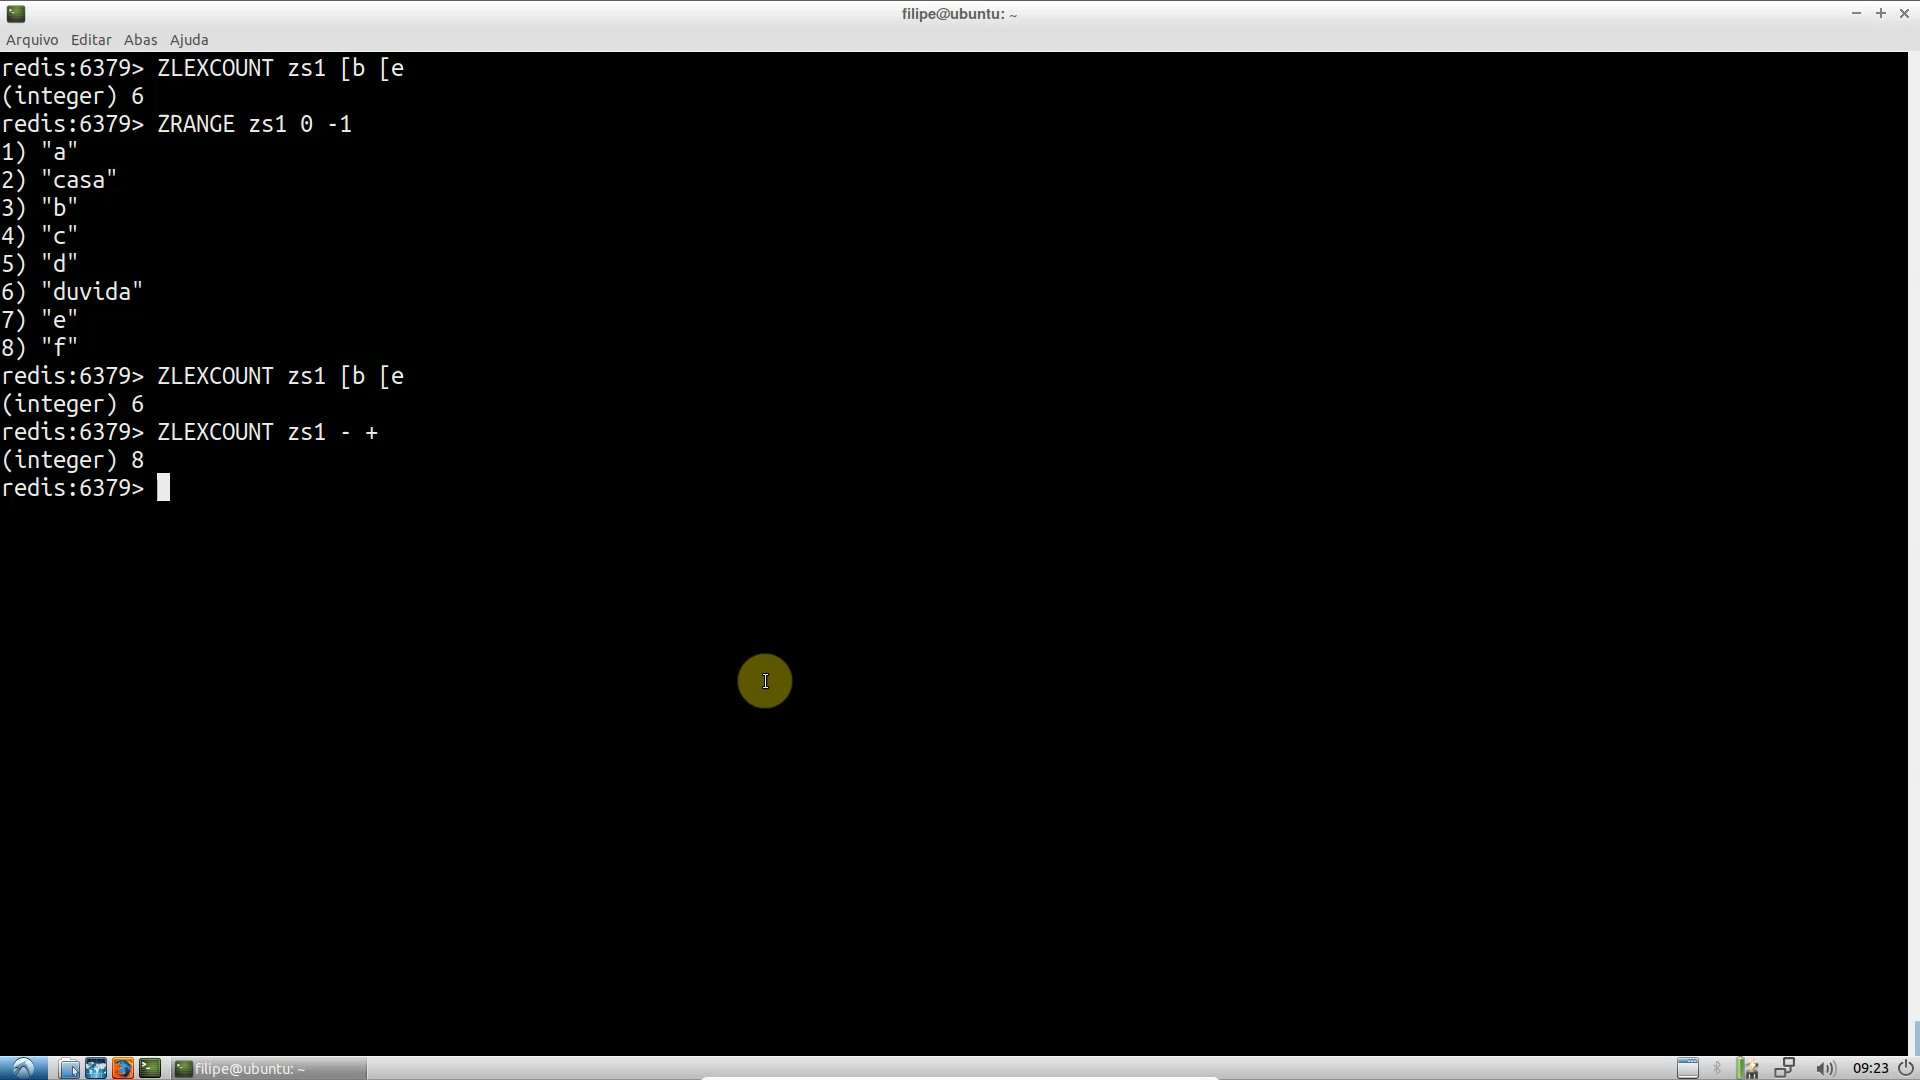 filipe@ubuntu: ~
Arquivo Editar Abas Ajuda
redis:6379> ZLEXCOUNT zs1 [b [e
(integer) 6
redis:6379> ZRANGE zs1 0 -1
1) "a"
2) "casa"
3) "b"
4) "c"
5) "d"
6) "duvida"
7) "e"
8) "f"
redis:6379> ZLEXCOUNT zs1 [b [e
(integer) 6
redis:6379> ZLEXCOUNT zs1 - +
(integer) 8
redis:6379>
filipe@ubuntu: ~
09:23